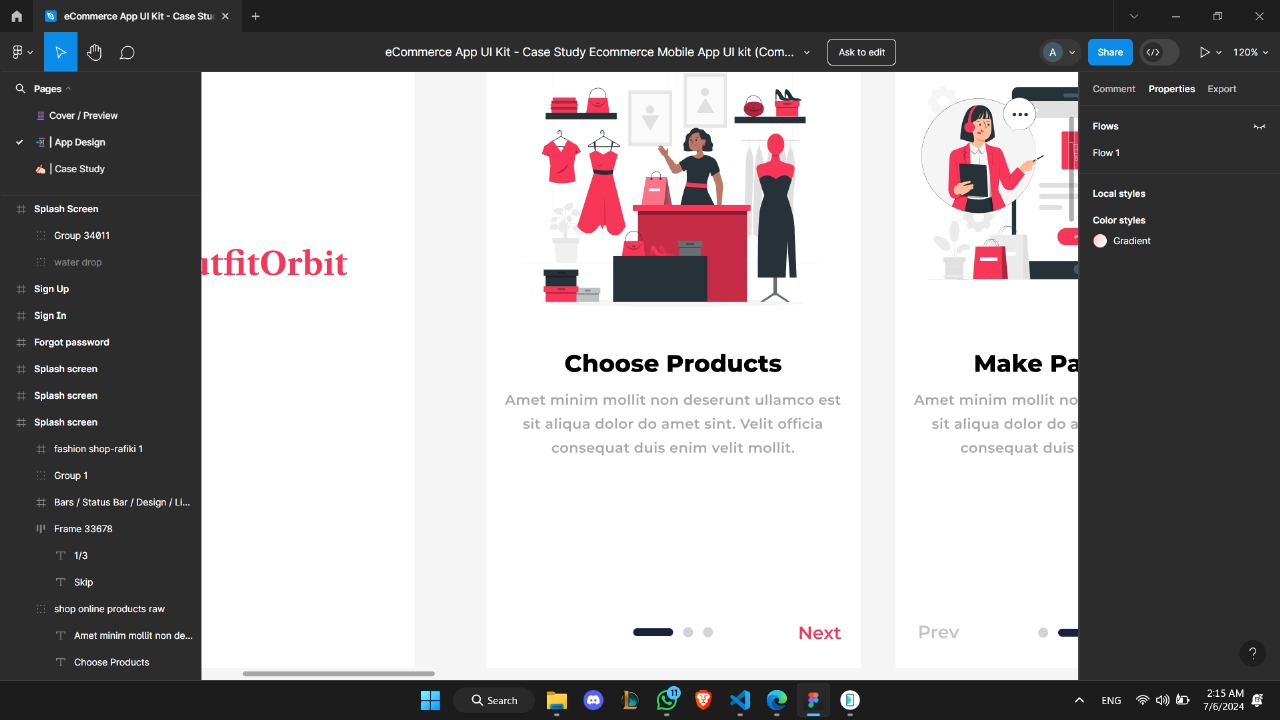 eCommerce App UI Kit - Case Stu
eCommerce App UI Kit - Case Study Ecommerce Mobile App UI kit (Com...
Ask to edit
A
Share
120%
Pages
Cover / Preview
| App Design
| Case Study
Splash Screen
Group 34011
water drop
Sign Up
Sign In
Forgot password
Splash screen
Splash screen
Splash screen
fashion shop-rafiki 1
Group 1
Bars / Status Bar / Design / Li...
Frame 33678
1/3
Skip
shop online products raw
Amet minim mollit non de...
Choose Products
utfitOrbit
Choose Products
Amet minim mollit non deserunt ullamco est
sit aliqua dolor do amet sint. Velit officia
consequat duis enim velit mollit.
Next
Make Pa
Amet minim mollit no
sit aliqua dolor do a
consequat duis
Prev
Comment
Properties
Export
Flows
Flow 1
Local styles
Color styles
Gradient
?
Search
11
ENG
2:15 AM
7/6/2024